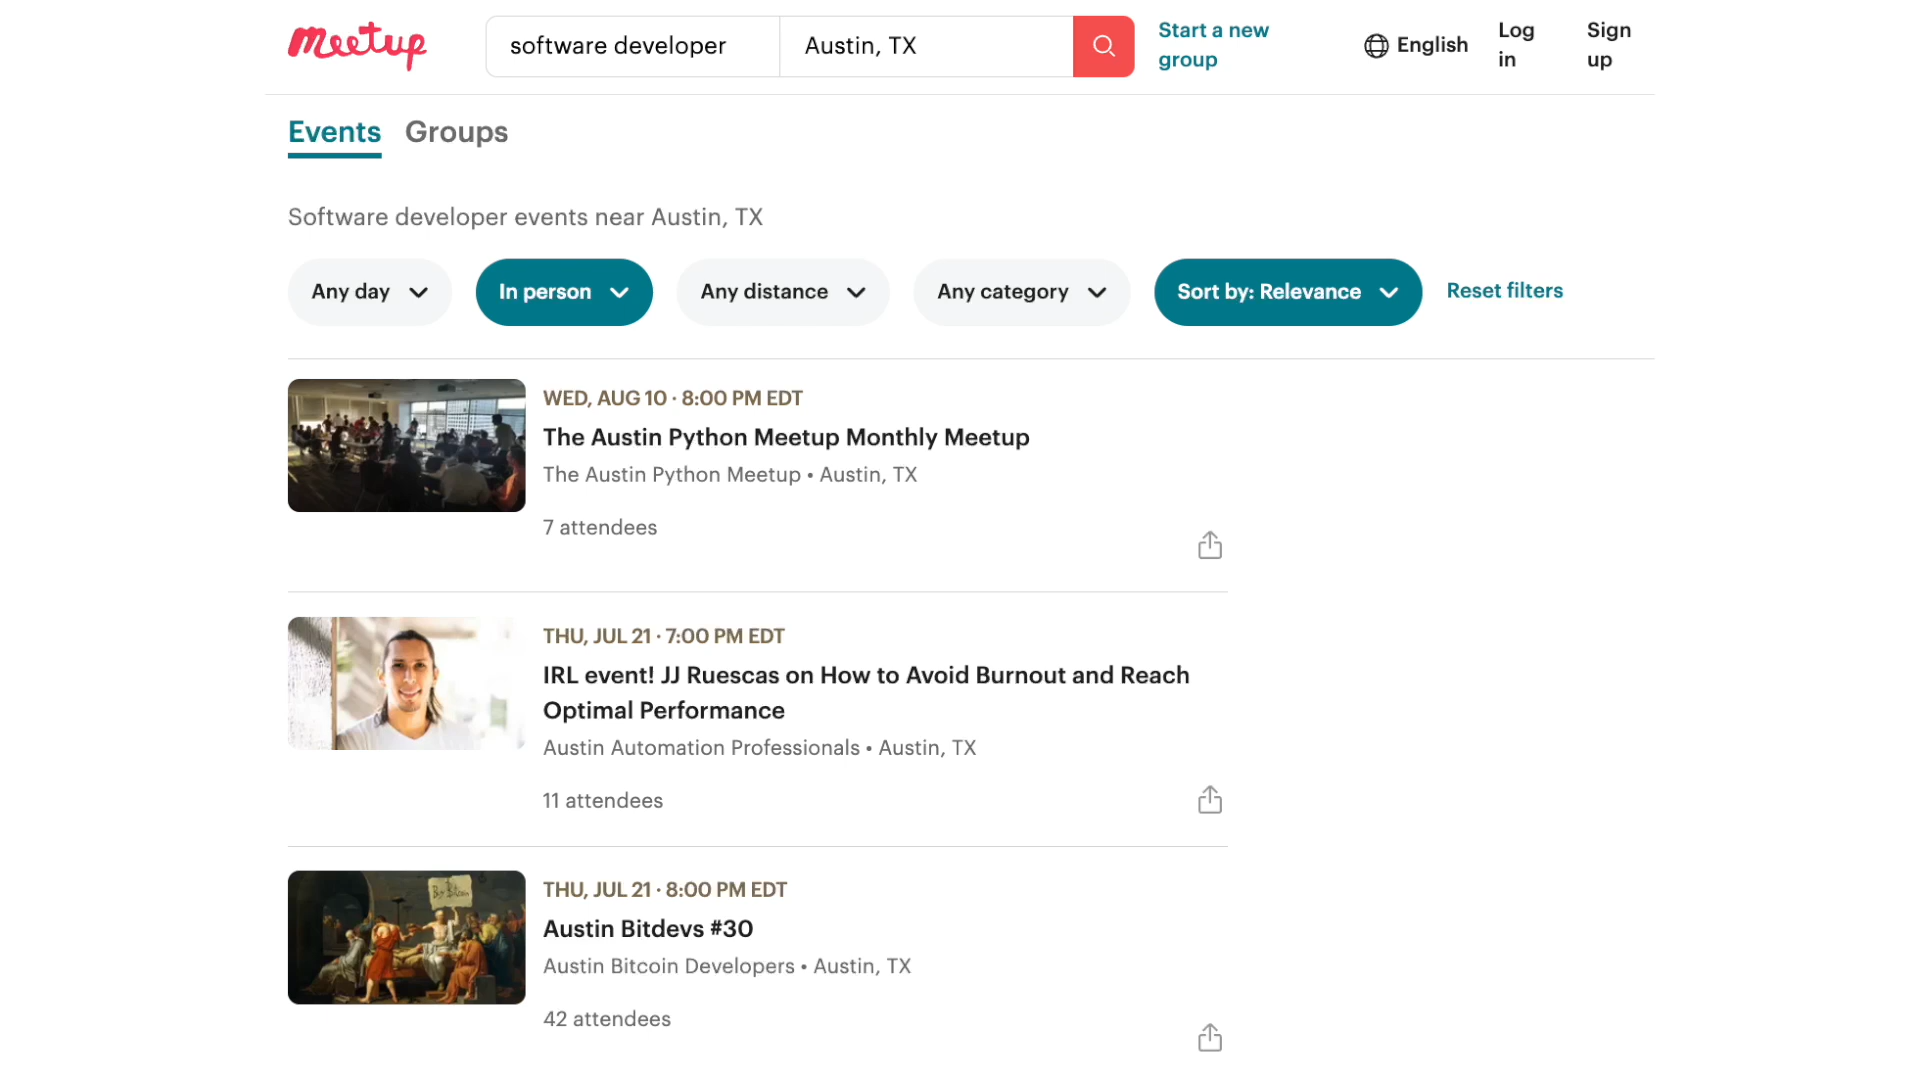 Meetup
software developer
Austin, TX
Start a new
group
English
Log
in
Sign
up
Events
Groups
Software developer events near Austin, TX
Any day
In person
Any distance
Any category
Sort by: Relevance
Reset filters
WED, AUG 10 · 8:00 PM EDT
The Austin Python Meetup Monthly Meetup
The Austin Python Meetup • Austin, TX
7 attendees
THU, JUL 21 · 7:00 PM EDT
IRL event! JJ Ruescas on How to Avoid Burnout and Reach
Optimal Performance
Austin Automation Professionals • Austin, TX
11 attendees
Buy Bitcoin
THU, JUL 21 · 8:00 PM EDT
Austin Bitdevs #30
Austin Bitcoin Developers • Austin, TX
42 attendees